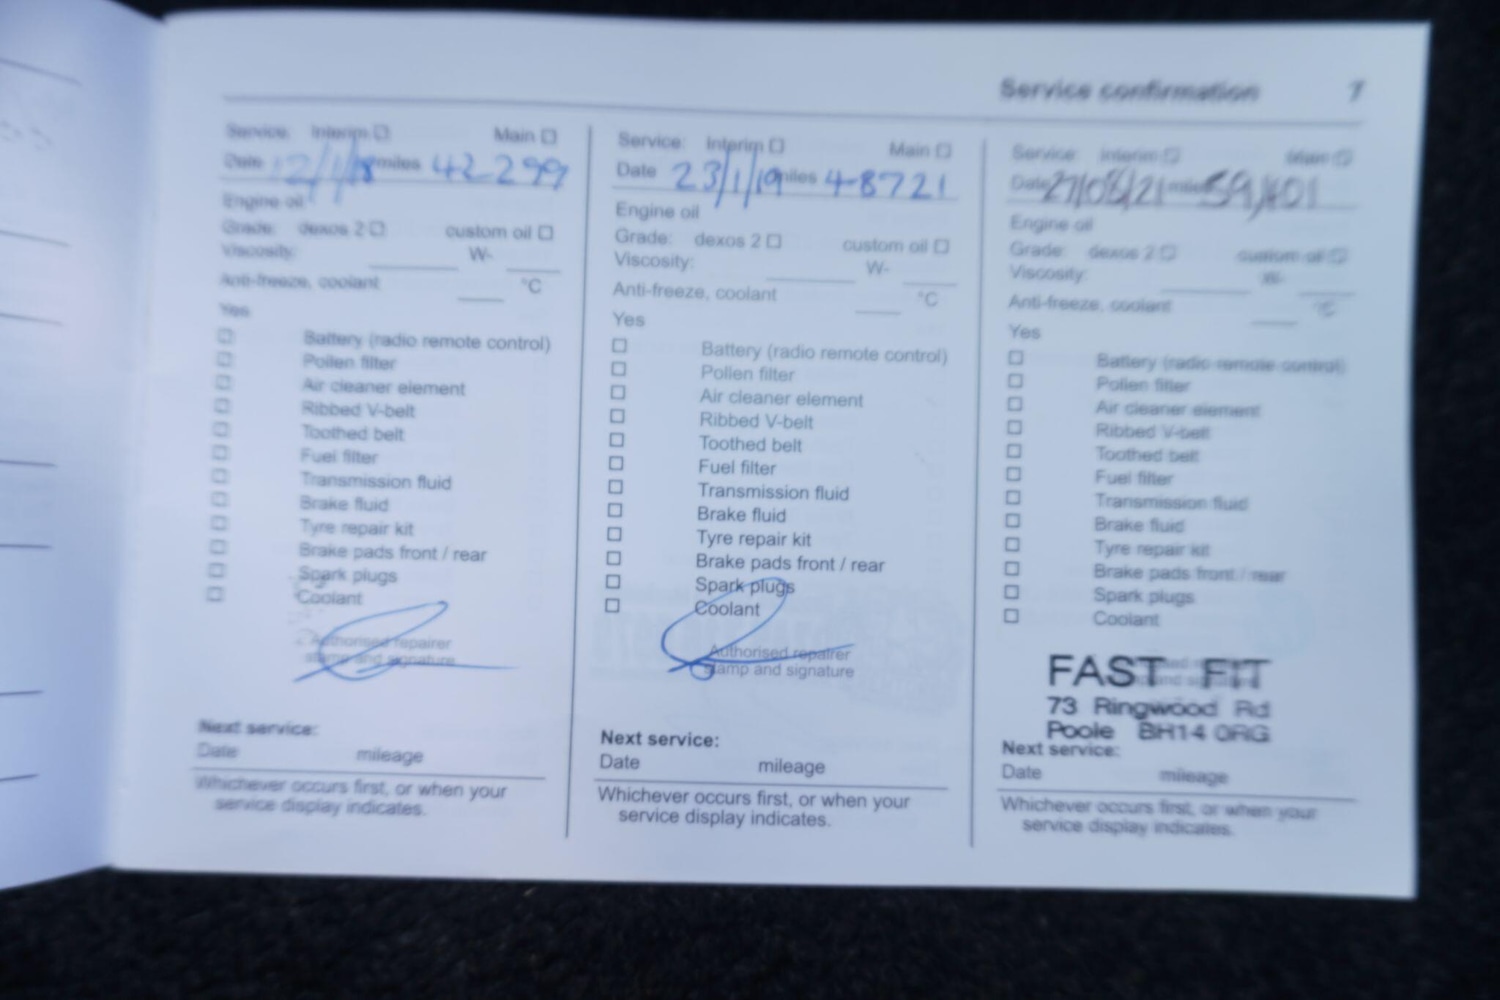 Service confirmation 7
Service: Interim Main
Date 12/1/18 miles 42299
Engine oil
Grade: dexos 2 custom oil
Viscosity: W-
Anti-freeze, coolant °C
Yes
Battery (radio remote control)
Pollen filter
Air cleaner element
Ribbed V-belt
Toothed belt
Fuel filter
Transmission fluid
Brake fluid
Tyre repair kit
Brake pads front / rear
Spark plugs
Coolant
Authorised repairer
stamp and signature
Next service:
Date mileage
Whichever occurs first, or when your
service display indicates.
Service: Interim Main
Date 23/1/19 miles 48721
Engine oil
Grade: dexos 2 custom oil
Viscosity: W-
Anti-freeze, coolant °C
Yes
Battery (radio remote control)
Pollen filter
Air cleaner element
Ribbed V-belt
Toothed belt
Fuel filter
Transmission fluid
Brake fluid
Tyre repair kit
Brake pads front / rear
Spark plugs
Coolant
Authorised repairer
stamp and signature
Next service:
Date mileage
Whichever occurs first, or when your
service display indicates.
Service: Interim Main
Date
Engine oil
Grade: dexos 2 custom oil
Viscosity: W-
Anti-freeze, coolant °C
Yes
Battery (radio remote control)
Pollen filter
Air cleaner element
Ribbed V-belt
Toothed belt
Fuel filter
Transmission fluid
Brake fluid
Tyre repair kit
Brake pads front / rear
Spark plugs
Coolant
FAST FIT
73 Ringwood Rd
Poole BH14 0RG
Next service:
Date mileage
Whichever occurs first, or when your
service display indicates.